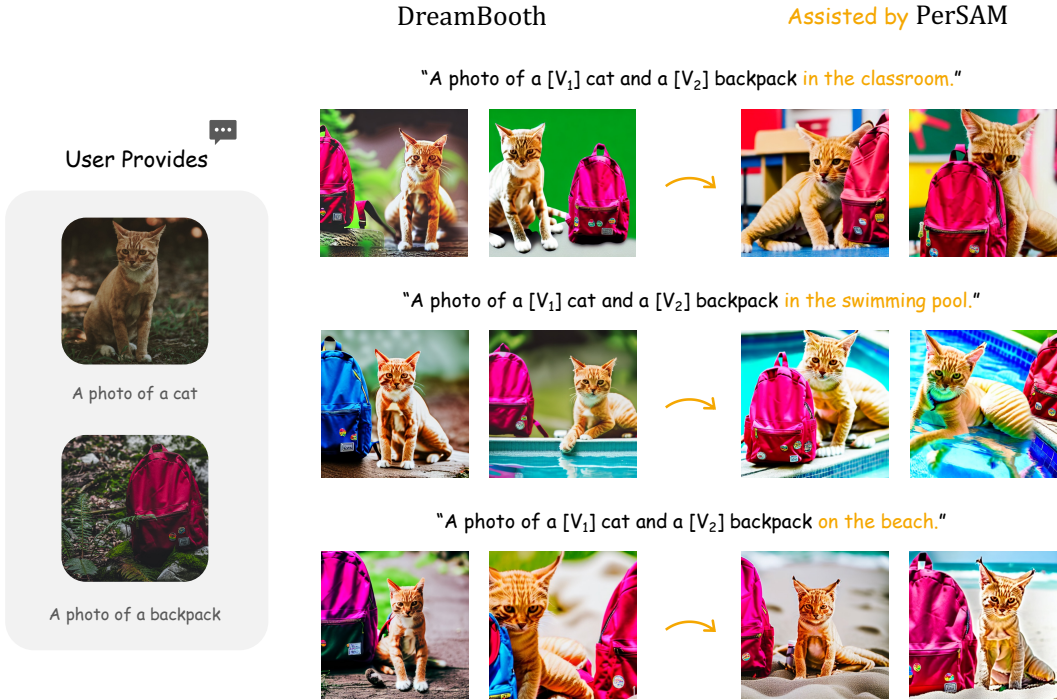 DreamBooth
Assisted by PerSAM
“A photo of a [V₁] cat and a [V₂] backpack in the classroom.”
User Provides
A photo of a cat
A photo of a backpack
“A photo of a [V₁] cat and a [V₂] backpack in the swimming pool.”
“A photo of a [V₁] cat and a [V₂] backpack on the beach.”